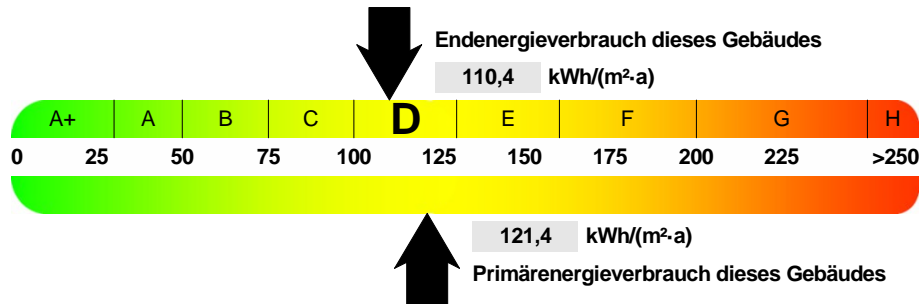 Endenergieverbrauch dieses Gebäudes
110,4 kWh/(m²·a)
A+ A B C D E F G H
0 25 50 75 100 125 150 175 200 225 >250
121,4 kWh/(m²·a)
Primärenergieverbrauch dieses Gebäudes